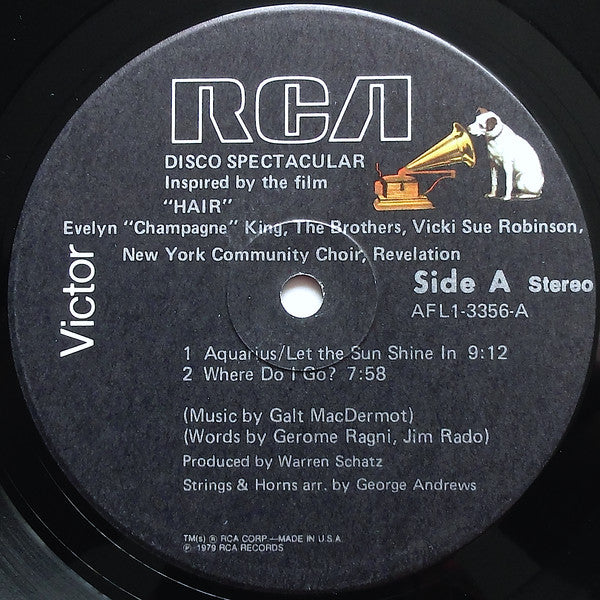 RCA
DISCO SPECTACULAR
Inspired by the film
"HAIR"
Evelyn "Champagne" King, The Brothers, Vicki Sue Robinson,
New York Community Choir, Revelation
Victor
Side A Stereo
AFL1-3356-A
1 Aquarius/Let the Sun Shine In 9:12
2 Where Do I Go? 7:58
(Music by Galt MacDermot)
(Words by Gerome Ragni, Jim Rado)
Produced by Warren Schatz
Strings & Horns arr. by George Andrews
TM(s) ® RCA CORP.—MADE IN U.S.A.
℗ 1979 RCA RECORDS